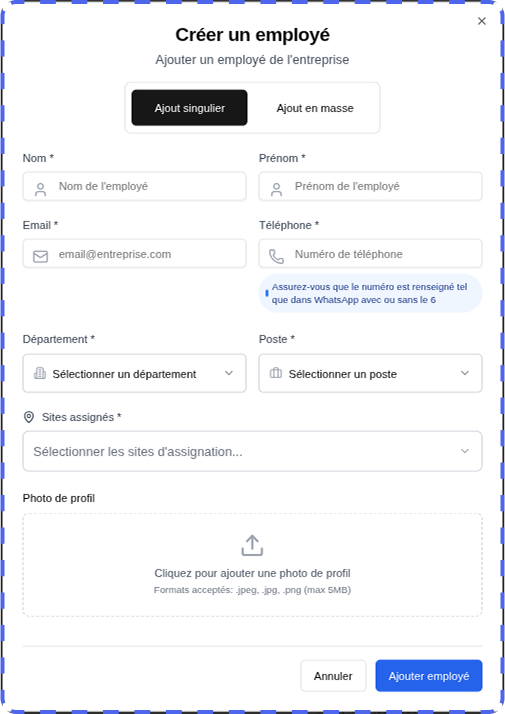 Créer un employé
Ajouter un employé de l'entreprise
Ajout singulier
Ajout en masse
Nom *
Prénom *
Nom de l'employé
Prénom de l'employé
Email *
Téléphone *
email@entreprise.com
Numéro de téléphone
Assurez-vous que le numéro est renseigné tel
que dans WhatsApp avec ou sans le 6
Département *
Poste *
Sélectionner un département
Sélectionner un poste
Sites assignés *
Sélectionner les sites d'assignation...
Photo de profil
Cliquez pour ajouter une photo de profil
Formats acceptés: .jpeg, .jpg, .png (max 5MB)
Annuler
Ajouter employé